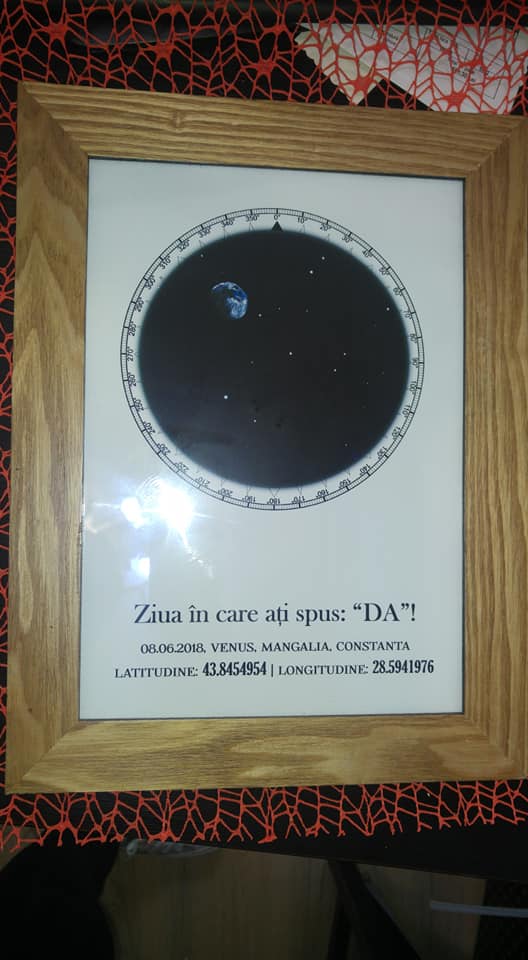 Ziua în care ați spus: “DA”!
08.06.2018, VENUS, MANGALIA, CONSTANTA
LATITUDINE: 43.8454954 | LONGITUDINE: 28.5941976